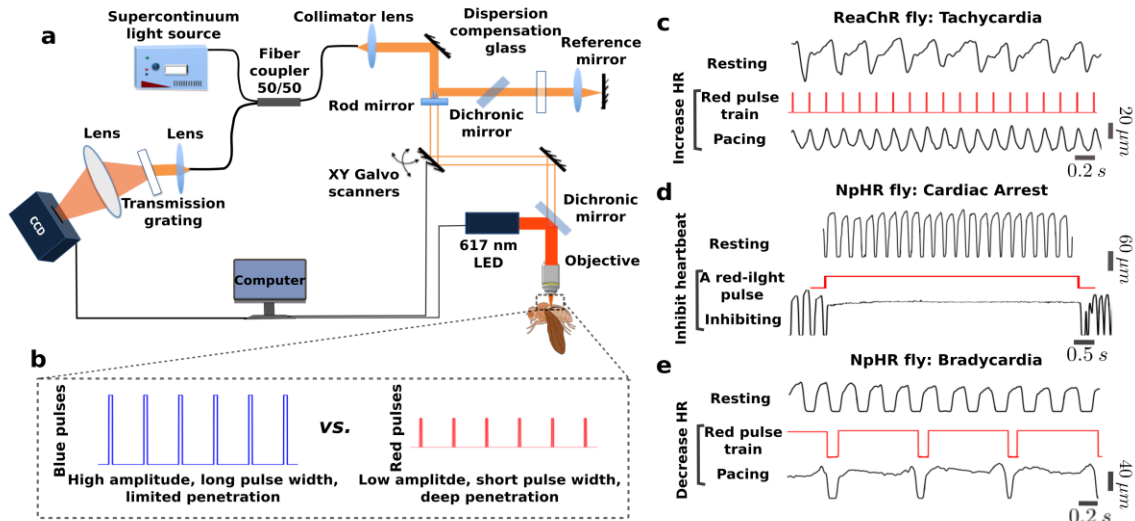 a
Supercontinuum
light source
Fiber
coupler
50/50
Collimator lens
Dispersion
compensation
glass
Reference
mirror
Rod mirror
Dichronic
mirror
Lens
Lens
XY Galvo
scanners
Transmission
grating
CCD
Dichronic
mirror
617 nm
LED
Objective
Computer
b
Blue pulses
vs.
Red pulses
High amplitude, long pulse width,
limited penetration
Low amplitde, short pulse width,
deep penetration
c
ReaChR fly: Tachycardia
Increase HR
Resting
Red pulse
train
Pacing
20 μm
0.2 s
d
NpHR fly: Cardiac Arrest
Inhibit heartbeat
Resting
A red-ilght
pulse
Inhibiting
60 μm
0.5 s
e
NpHR fly: Bradycardia
Decrease HR
Resting
Red pulse
train
Pacing
40 μm
0.2 s